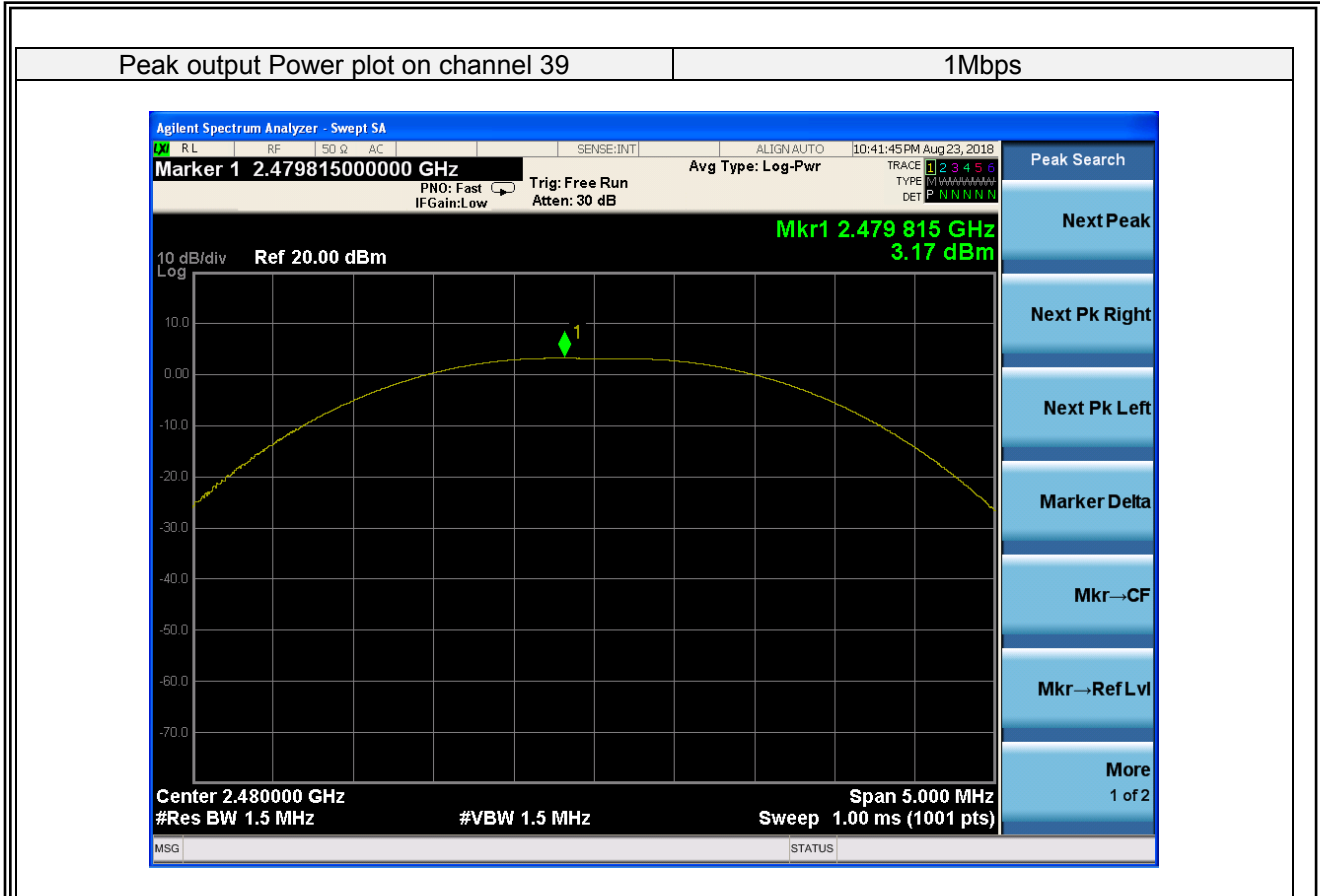 Peak output Power plot on channel 39 1Mbps
Agilent Spectrum Analyzer - Swept SA
LXI RL RF 50 Ω AC SENSE:INT ALIGN AUTO 10:41:45 PM Aug 23, 2018
Marker 1 2.479815000000 GHz
PNO: Fast
IFGain:Low
Trig: Free Run
Atten: 30 dB
Avg Type: Log-Pwr
TRACE 1 2 3 4 5 6
TYPE M
DET P N N N N N
Mkr1 2.479 815 GHz
3.17 dBm
10 dB/div Ref 20.00 dBm
Log
10.0
0.00
-10.0
-20.0
-30.0
-40.0
-50.0
-60.0
-70.0
1
Center 2.480000 GHz Span 5.000 MHz
#Res BW 1.5 MHz #VBW 1.5 MHz Sweep 1.00 ms (1001 pts)
MSG STATUS
Peak Search
Next Peak
Next Pk Right
Next Pk Left
Marker Delta
Mkr→CF
Mkr→Ref Lvl
More
1 of 2